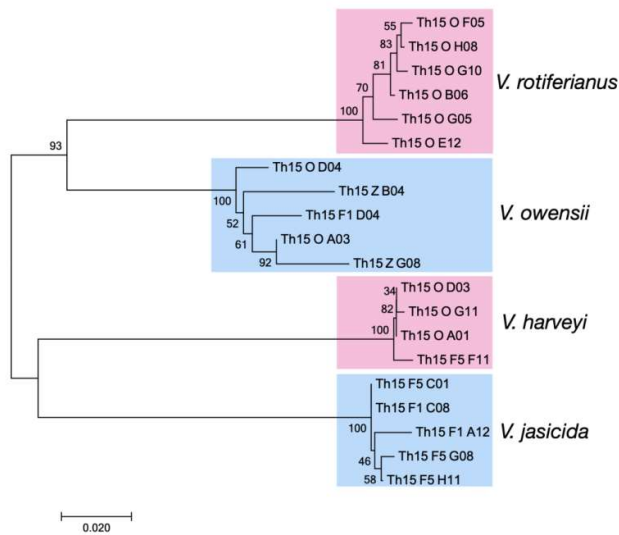 55
Th15 O F05
83
Th15 O H08
81
Th15 O G10
70
Th15 O B06
V. rotiferianus
100
Th15 O G05
93
Th15 O E12
Th15 O D04
100
Th15 Z B04
52
Th15 F1 D04
V. owensii
61
Th15 O A03
92
Th15 Z G08
34
Th15 O D03
82
Th15 O G11
V. harveyi
100
Th15 O A01
Th15 F5 F11
Th15 F5 C01
Th15 F1 C08
100
Th15 F1 A12
V. jasicida
46
Th15 F5 G08
58
Th15 F5 H11
0.020